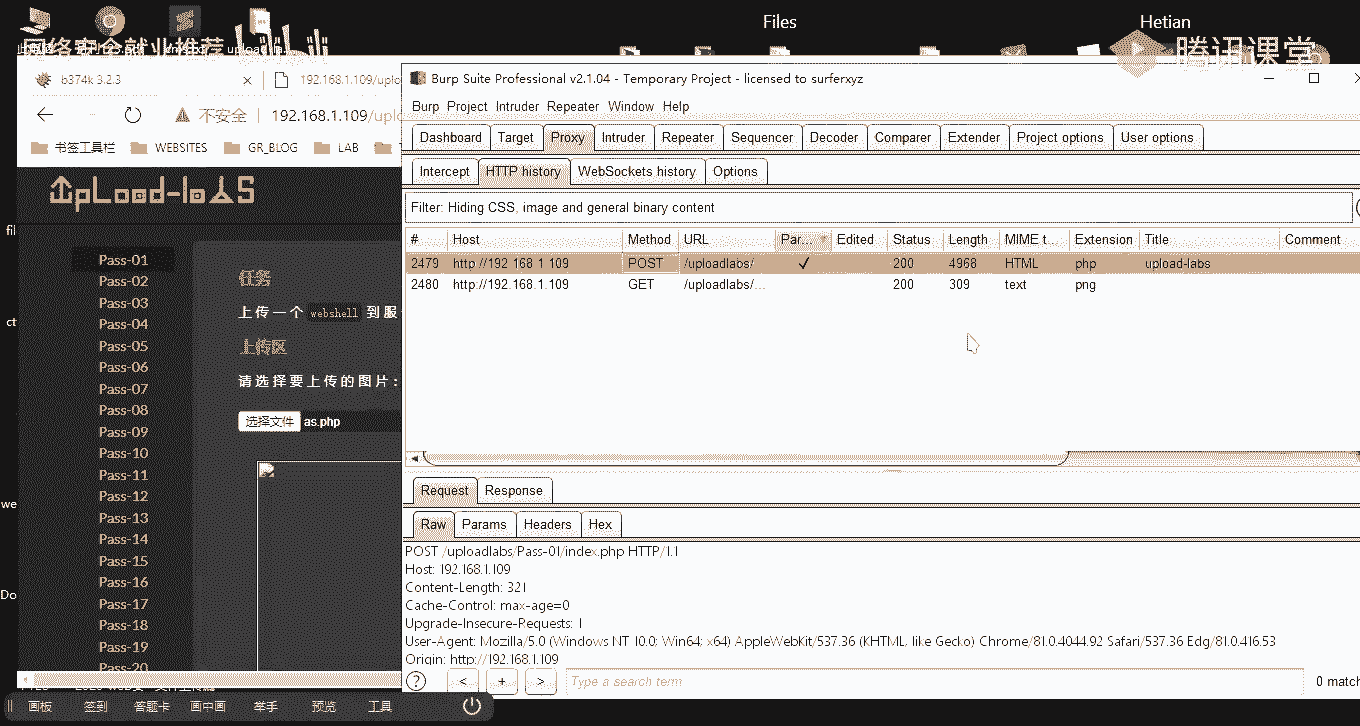 Files
Hetian
网络安全就业推荐
腾讯课堂
b374k 3.2.3
192.168.1.109/uplo
不安全
192.168.1.109/uplo
书签工具栏
WEBSITES
GR_BLOG
LAB
UpLoad-labs
Pass-01
Pass-02
Pass-03
Pass-04
Pass-05
Pass-06
Pass-07
Pass-08
Pass-09
Pass-10
Pass-11
Pass-12
Pass-13
Pass-14
Pass-15
Pass-16
Pass-17
Pass-18
Pass-19
Pass-20
任务
上传一个 webshell 到服
上传区
请选择要上传的图片:
选择文件 as.php
Burp Suite Professional v2.1.04 - Temporary Project - licensed to surferxyz
Burp Project Intruder Repeater Window Help
Dashboard Target Proxy Intruder Repeater Sequencer Decoder Comparer Extender Project options User options
Intercept HTTP history WebSockets history Options
Filter: Hiding CSS, image and general binary content
# Host Method URL Par... Edited Status Length MIME t... Extension Title Comment
2479 http://192.168.1.109 POST /uploadlabs/ ✓ 200 4968 HTML php upload-labs
2480 http://192.168.1.109 GET /uploadlabs/... 200 309 text png
Request Response
Raw Params Headers Hex
POST /uploadlabs/Pass-01/index.php HTTP/1.1
Host: 192.168.1.109
Content-Length: 321
Cache-Control: max-age=0
Upgrade-Insecure-Requests: 1
User-Agent: Mozilla/5.0 (Windows NT 10.0; Win64; x64) AppleWebKit/537.36 (KHTML, like Gecko) Chrome/81.0.4044.92 Safari/537.36 Edg/81.0.416.53
Origin: http://192.168.1.109
? < + > Type a search term 0 match
fil
ct
we
Do
画板 签到 答题卡 画中画 举手 预览 工具